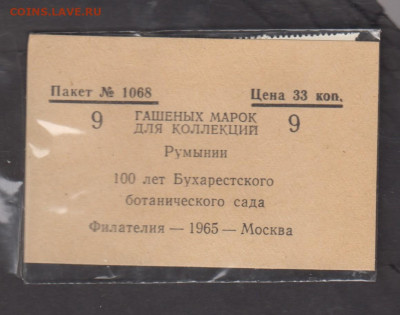 COINS.LAVE.RU
Пакет № 1068 Цена 33 коп.
9 ГАШЕНЫХ МАРОК 9
ДЛЯ КОЛЛЕКЦИИ
Румынии
100 лет Бухарестского
ботанического сада
Филателия — 1965 — Москва